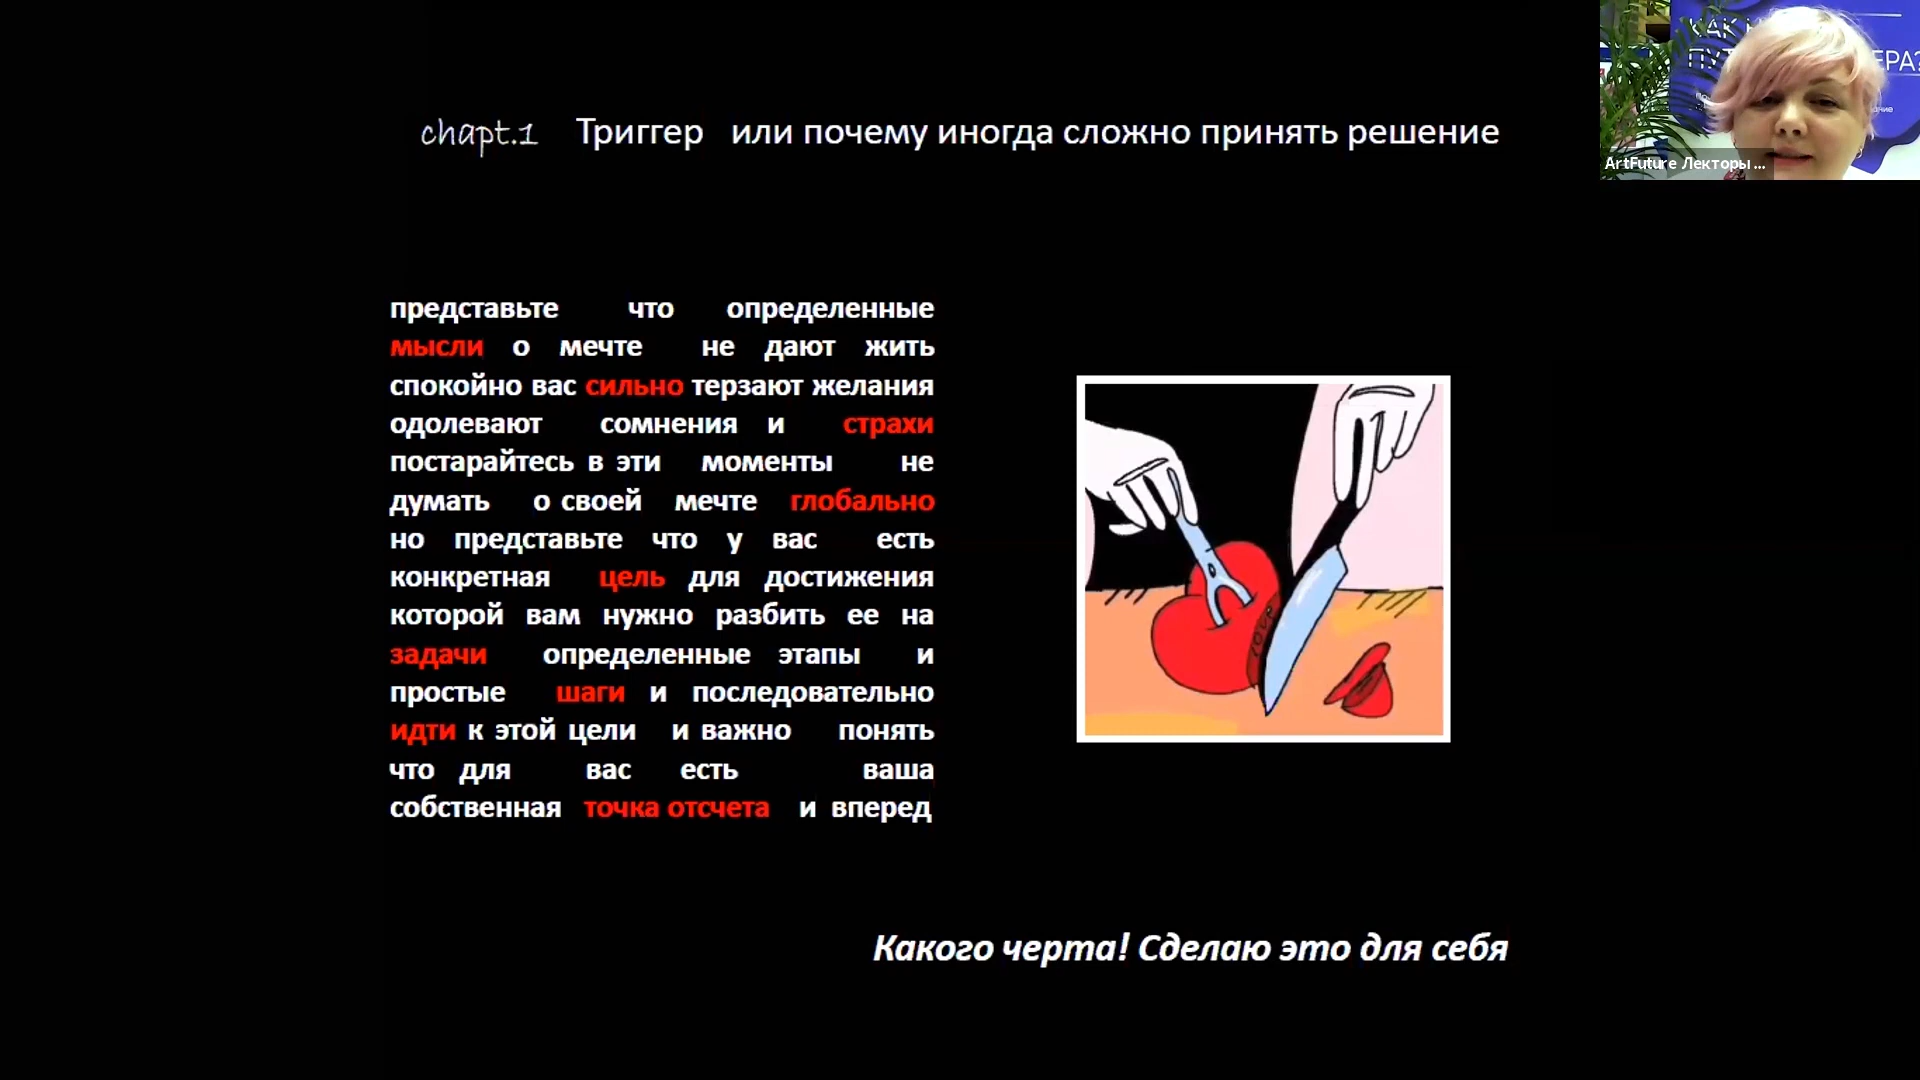 chapt.1 Триггер или почему иногда сложно принять решение
представьте что определенные
мысли о мечте не дают жить
спокойно вас сильно терзают желания
одолевают сомнения и страхи
постарайтесь в эти моменты не
думать о своей мечте глобально
но представьте что у вас есть
конкретная цель для достижения
которой вам нужно разбить ее на
задачи определенные этапы и
простые шаги и последовательно
идти к этой цели и важно понять
что для вас есть ваша
собственная точка отсчета и вперед
Какого черта! Сделаю это для себя
ArtFuture Лекторы ...